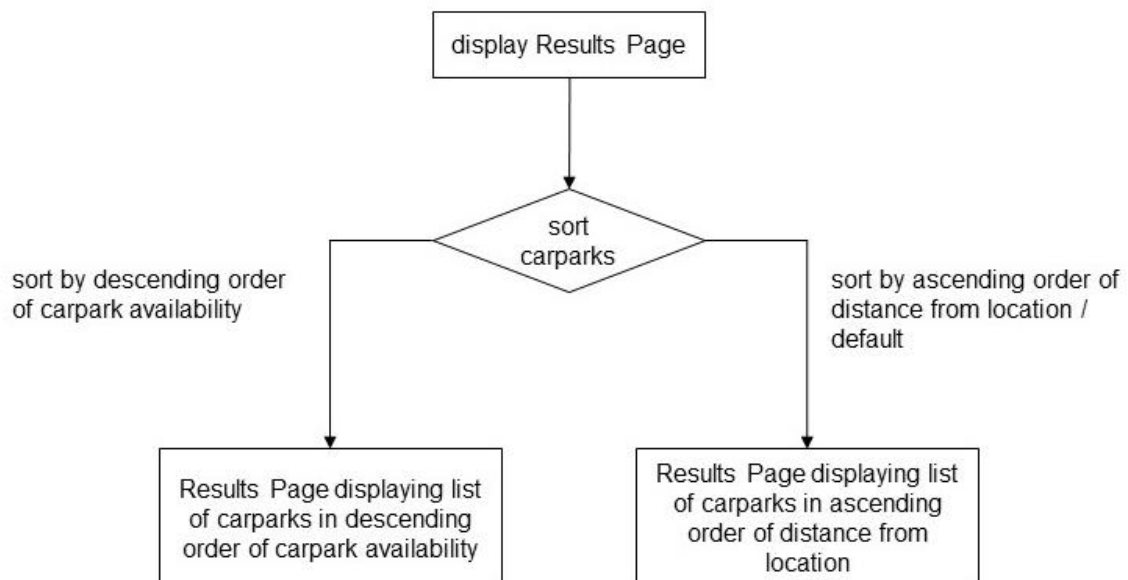 display Results Page
sort
carparks
sort by descending order
of carpark availability
sort by ascending order of
distance from location /
default
Results Page displaying list
of carparks in descending
order of carpark availability
Results Page displaying list
of carparks in ascending
order of distance from
location